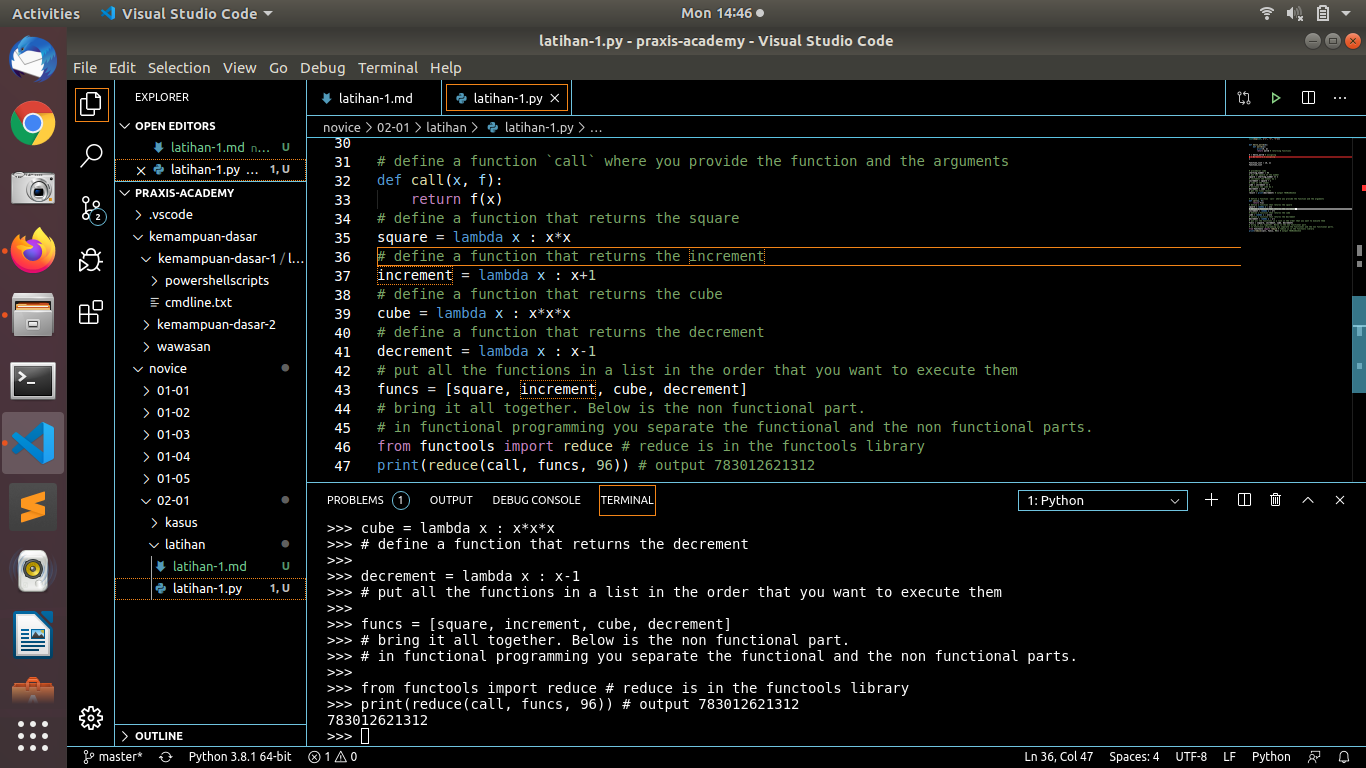 Activities Visual Studio Code Mon 14:46
latihan-1.py - praxis-academy - Visual Studio Code
File Edit Selection View Go Debug Terminal Help
EXPLORER
OPEN EDITORS
latihan-1.md n... U
latihan-1.py ... 1, U
PRAXIS-ACADEMY
.vscode
kemampuan-dasar
kemampuan-dasar-1 / l...
powershellscripts
cmdline.txt
kemampuan-dasar-2
wawasan
novice
01-01
01-02
01-03
01-04
01-05
02-01
kasus
latihan
latihan-1.md U
latihan-1.py 1, U
OUTLINE
2
latihan-1.md latihan-1.py
novice > 02-01 > latihan > latihan-1.py > ...
30
31 # define a function `call` where you provide the function and the arguments
32 def call(x, f):
33 return f(x)
34 # define a function that returns the square
35 square = lambda x : x*x
36 # define a function that returns the increment
37 increment = lambda x : x+1
38 # define a function that returns the cube
39 cube = lambda x : x*x*x
40 # define a function that returns the decrement
41 decrement = lambda x : x-1
42 # put all the functions in a list in the order that you want to execute them
43 funcs = [square, increment, cube, decrement]
44 # bring it all together. Below is the non functional part.
45 # in functional programming you separate the functional and the non functional parts.
46 from functools import reduce # reduce is in the functools library
47 print(reduce(call, funcs, 96)) # output 783012621312
PROBLEMS 1 OUTPUT DEBUG CONSOLE TERMINAL 1: Python
>>> cube = lambda x : x*x*x
>>> # define a function that returns the decrement
>>>
>>> decrement = lambda x : x-1
>>> # put all the functions in a list in the order that you want to execute them
>>>
>>> funcs = [square, increment, cube, decrement]
>>> # bring it all together. Below is the non functional part.
>>> # in functional programming you separate the functional and the non functional parts.
>>>
>>> from functools import reduce # reduce is in the functools library
>>> print(reduce(call, funcs, 96)) # output 783012621312
783012621312
>>>
master* Python 3.8.1 64-bit 1 0 Ln 36, Col 47 Spaces: 4 UTF-8 LF Python